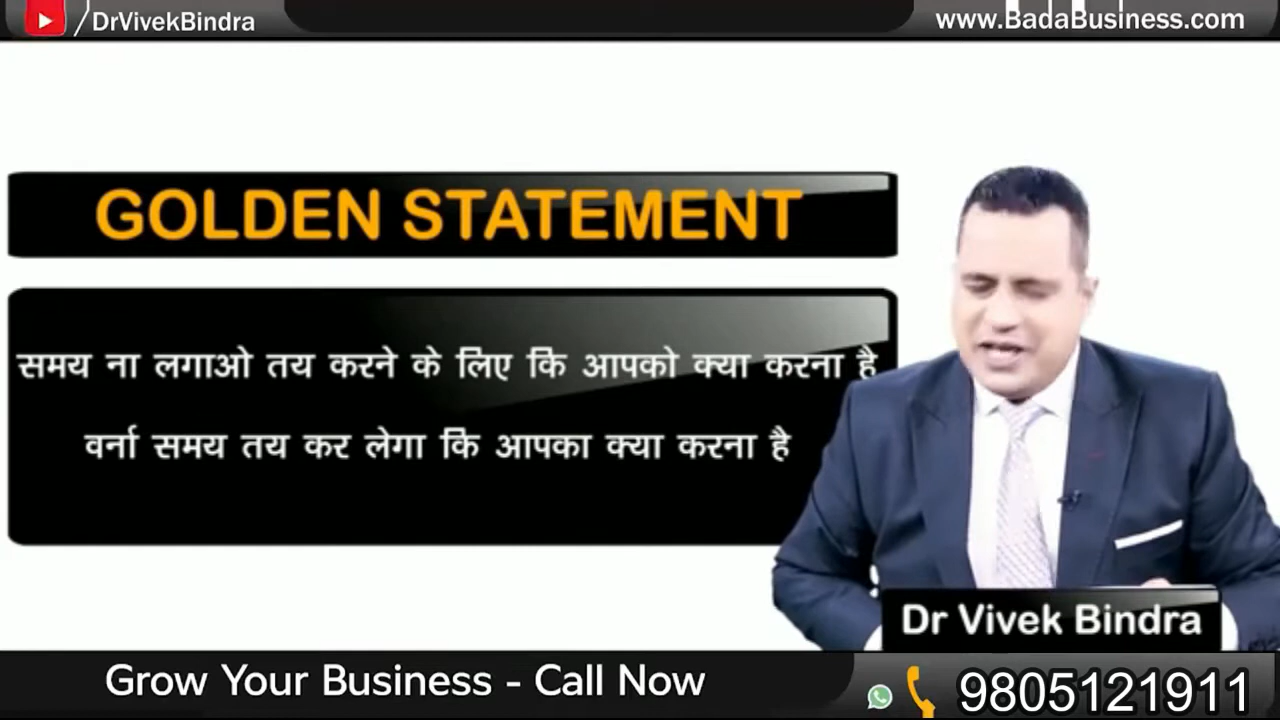 /DrVivekBindra
www.BadaBusiness.com
GOLDEN STATEMENT
समय ना लगाओ तय करने के लिए कि आपको क्या करना है
वर्ना समय तय कर लेगा कि आपका क्या करना है
Dr Vivek Bindra
Grow Your Business - Call Now
9805121911